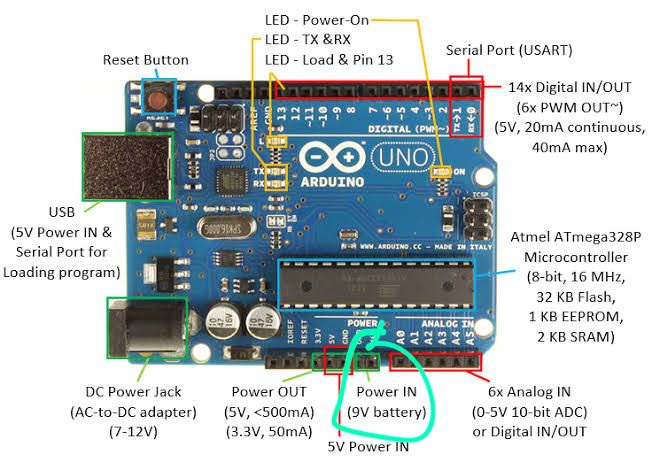 LED - Power-On
LED - TX &RX
LED - Load & Pin 13
Reset Button
Serial Port (USART)
14x Digital IN/OUT
(6x PWM OUT~)
(5V, 20mA continuous,
40mA max)
RESET
AREF
GND
13
12
~11
~10
~9
8
7
~6
~5
4
~3
2
TX→1
RX←0
DIGITAL (PWM~)
L
TX
RX
UNO
ARDUINO
ON
ICSP
USB
(5V Power IN &
Serial Port for
Loading program)
SPK16.000G
WWW.ARDUINO.CC - MADE IN ITALY
Atmel ATmega328P
Microcontroller
(8-bit, 16 MHz,
32 KB Flash,
1 KB EEPROM,
2 KB SRAM)
47
16V
47
16V
POWER
ANALOG IN
IOREF
RESET
3.3V
5V
GND
A0
A1
A2
A3
A4
A5
DC Power Jack
(AC-to-DC adapter)
(7-12V)
Power OUT
(5V, <500mA)
(3.3V, 50mA)
Power IN
(9V battery)
5V Power IN
6x Analog IN
(0-5V 10-bit ADC)
or Digital IN/OUT